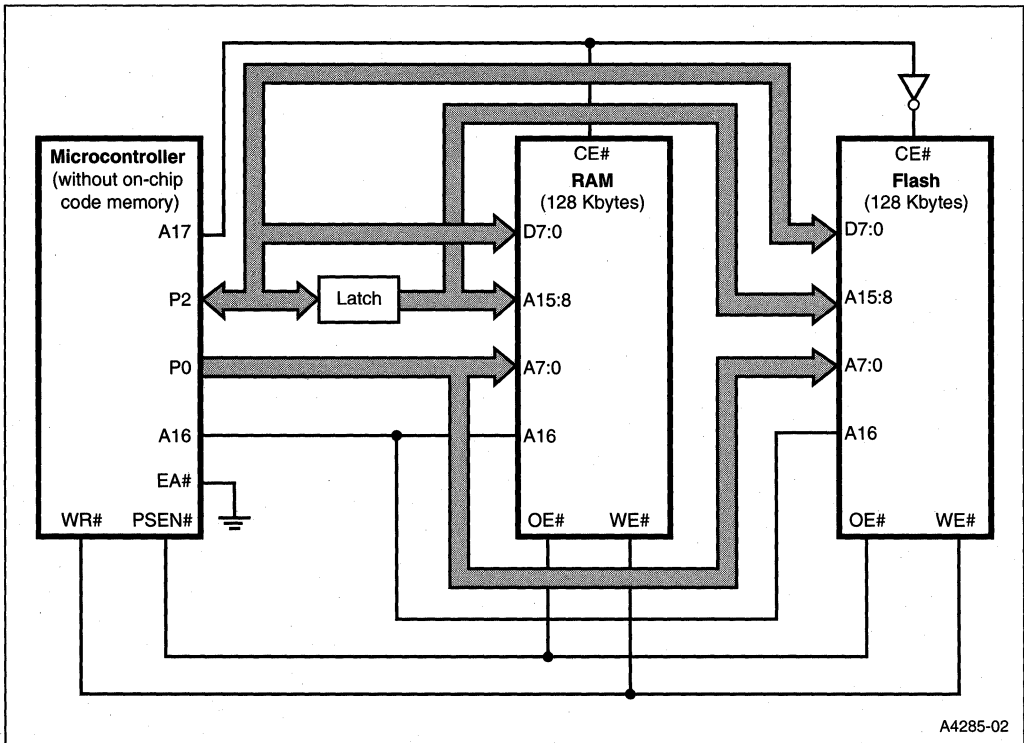 Microcontroller
(without on-chip
code memory)
A17
P2
P0
A16
EA#
WR# PSEN#
Latch
CE#
RAM
(128 Kbytes)
D7:0
A15:8
A7:0
A16
OE# WE#
CE#
Flash
(128 Kbytes)
D7:0
A15:8
A7:0
A16
OE# WE#
A4285-02